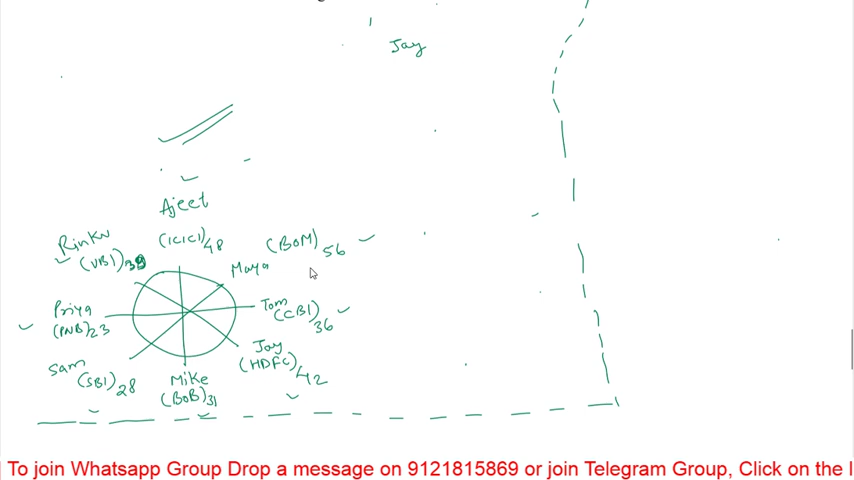 Jay
Ajeet
(ICICI) 48
Rinku
(UBI) 39
(BOM) 56
Maya
Priya
(PNB) 23
Tom
(CBI) 36
Sam
(SBI) 28
Mike
(BOB) 31
Jay
(HDFC) 42
To join Whatsapp Group Drop a message on 9121815869 or join Telegram Group, Click on the